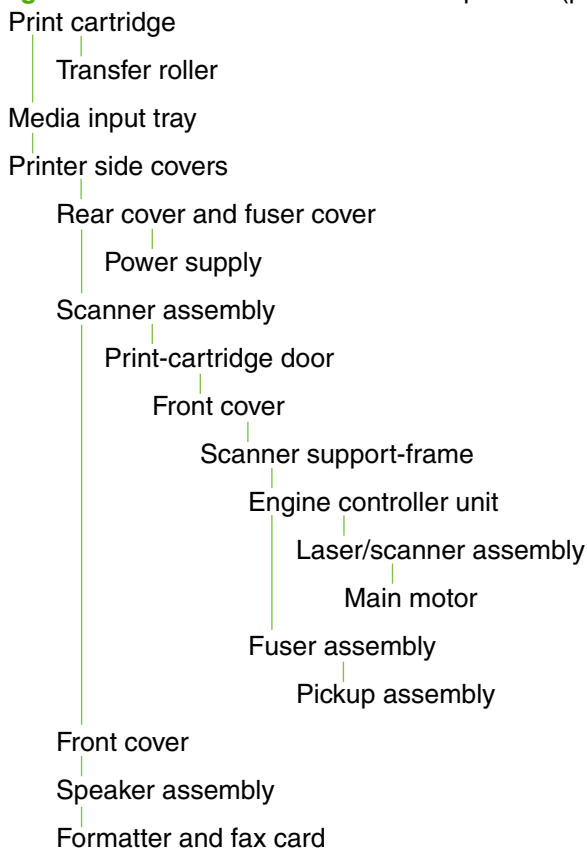 Print cartridge
Transfer roller
Media input tray
Printer side covers
Rear cover and fuser cover
Power supply
Scanner assembly
Print-cartridge door
Front cover
Scanner support-frame
Engine controller unit
Laser/scanner assembly
Main motor
Fuser assembly
Pickup assembly
Front cover
Speaker assembly
Formatter and fax card